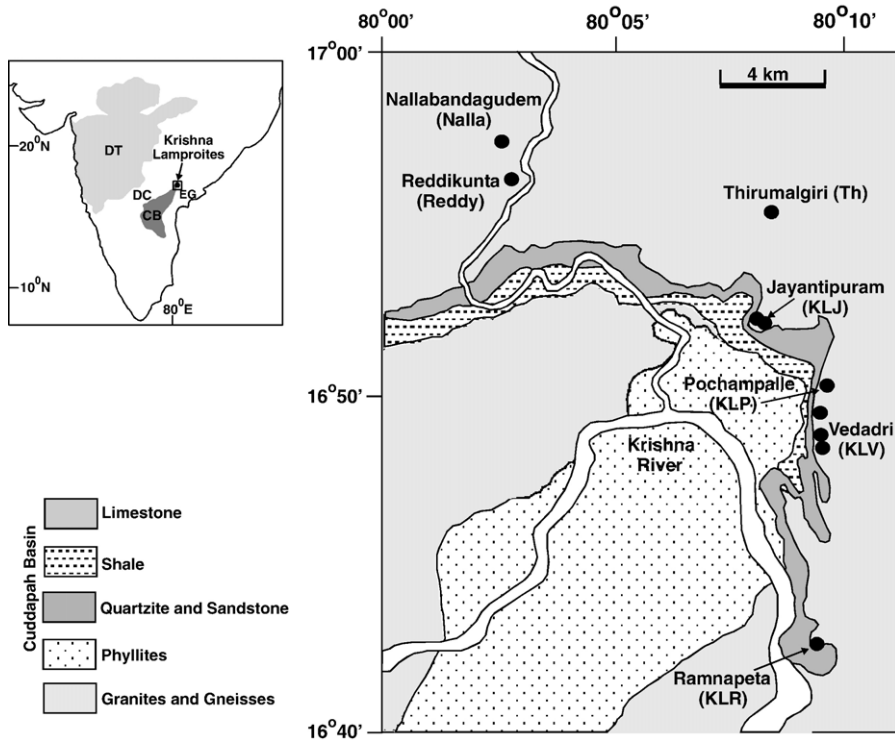 80°00'
80°05'
80°10'
17°00'
16°50'
16°40'
4 km
Nallabandagudem
(Nalla)
Reddikunta
(Reddy)
Thirumalgiri (Th)
Jayantipuram
(KLJ)
Pochampalle
(KLP)
Vedadri
(KLV)
Krishna
River
Ramnapeta
(KLR)
20°N
10°N
80°E
DT
Krishna
Lamproites
DC
EG
CB
Cuddapah Basin
Limestone
Shale
Quartzite and Sandstone
Phyllites
Granites and Gneisses